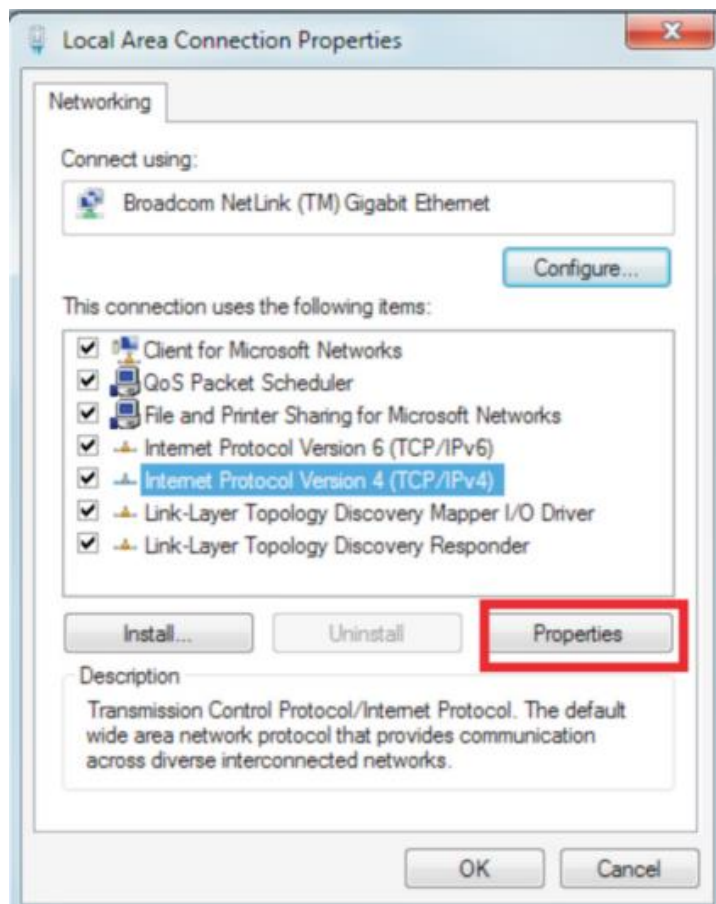 Local Area Connection Properties
Networking
Connect using:
Broadcom NetLink (TM) Gigabit Ethernet
Configure...
This connection uses the following items:
Client for Microsoft Networks
QoS Packet Scheduler
File and Printer Sharing for Microsoft Networks
Internet Protocol Version 6 (TCP/IPv6)
Internet Protocol Version 4 (TCP/IPv4)
Link-Layer Topology Discovery Mapper I/O Driver
Link-Layer Topology Discovery Responder
Install...
Uninstall
Properties
Description
Transmission Control Protocol/Internet Protocol. The default
wide area network protocol that provides communication
across diverse interconnected networks.
OK
Cancel